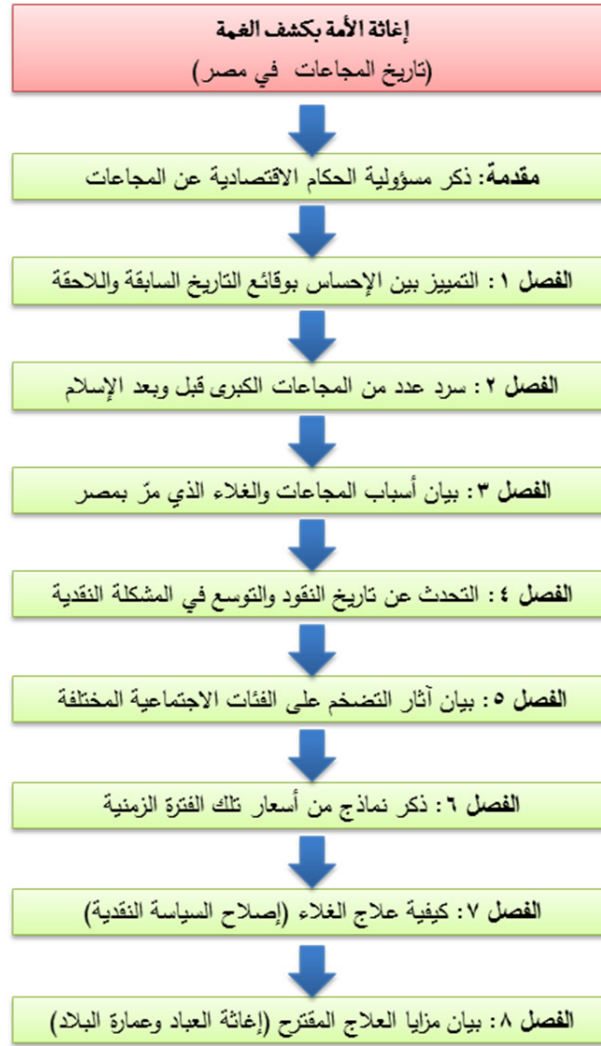 إغاثة الأمة بكشف الغمة
(تاريخ المجاعات في مصر)
مقدمة: ذكر مسؤولية الحكام الاقتصادية عن المجاعات
الفصل ١: التمييز بين الإحساس بوقائع التاريخ السابقة واللاحقة
الفصل ٢: سرد عدد من المجاعات الكبرى قبل وبعد الإسلام
الفصل ٣: بيان أسباب المجاعات والغلاء الذي مرّ بمصر
الفصل ٤: التحدث عن تاريخ النقود والتوسع في المشكلة النقدية
الفصل ٥: بيان آثار التضخم على الفئات الاجتماعية المختلفة
الفصل ٦: ذكر نماذج من أسعار تلك الفترة الزمنية
الفصل ٧: كيفية علاج الغلاء (إصلاح السياسة النقدية)
الفصل ٨: بيان مزايا العلاج المقترح (إغاثة العباد وعمارة البلاد)